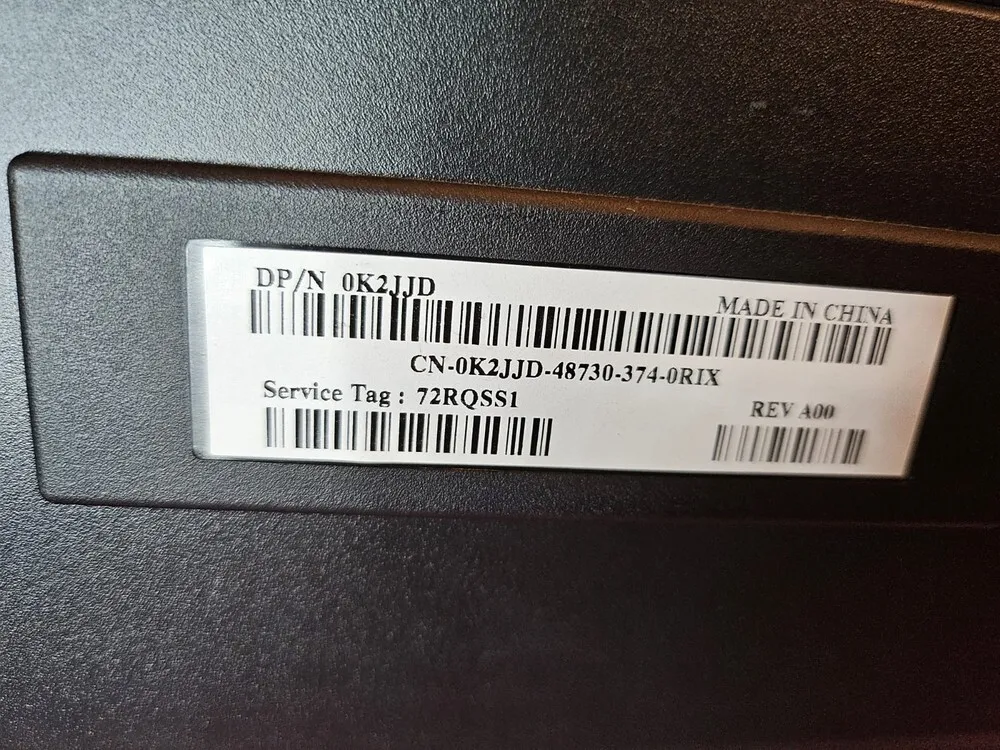 DP/N 0K2JJD
MADE IN CHINA
CN-0K2JJD-48730-374-0RIX
Service Tag : 72RQSS1
REV A00